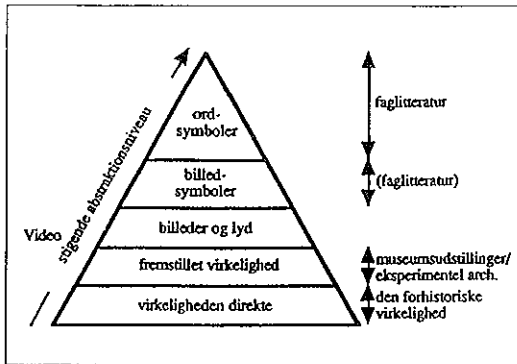 ord-
symboler
billed-
symboler
billeder og lyd
fremstillet virkelighed
virkeligheden direkte
Video
stigende abstraktionsniveau
faglitteratur
(faglitteratur)
museumsudstillinger/
eksperimentel arch.
den forhistoriske
virkelighed